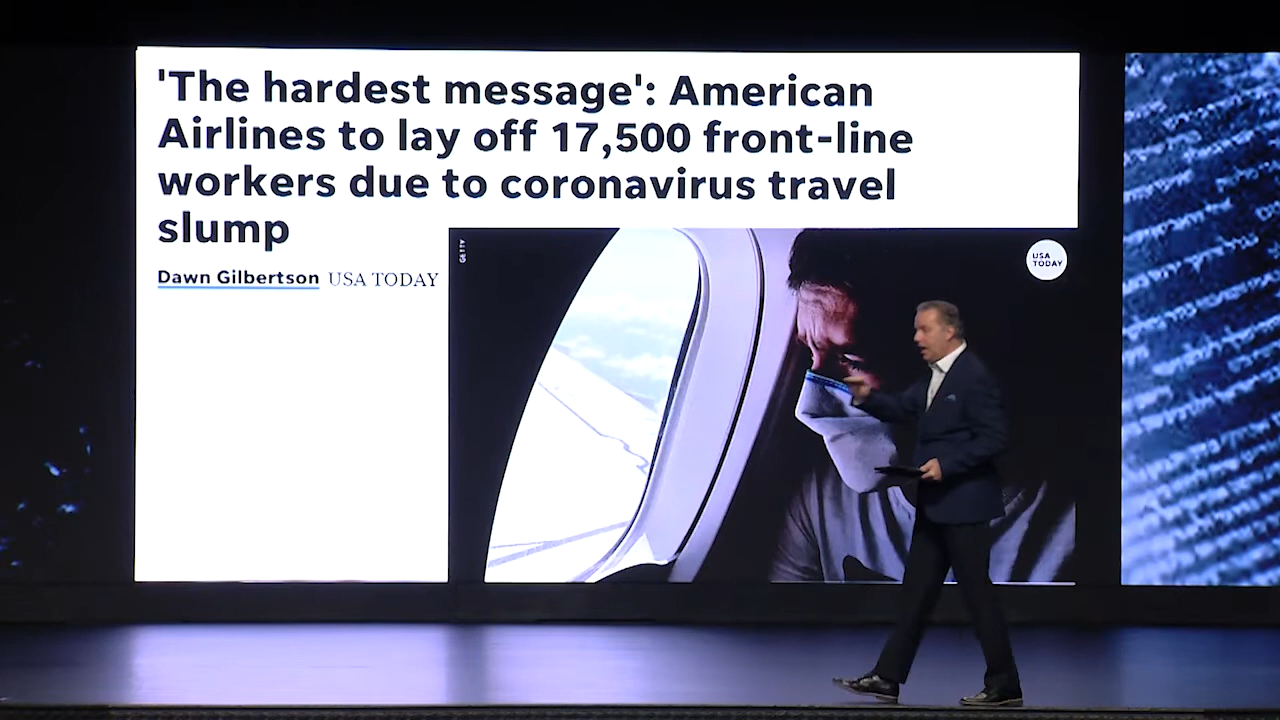 'The hardest message': American
Airlines to lay off 17,500 front-line
workers due to coronavirus travel
slump
Dawn Gilbertson USA TODAY
GETTY
USA
TODAY